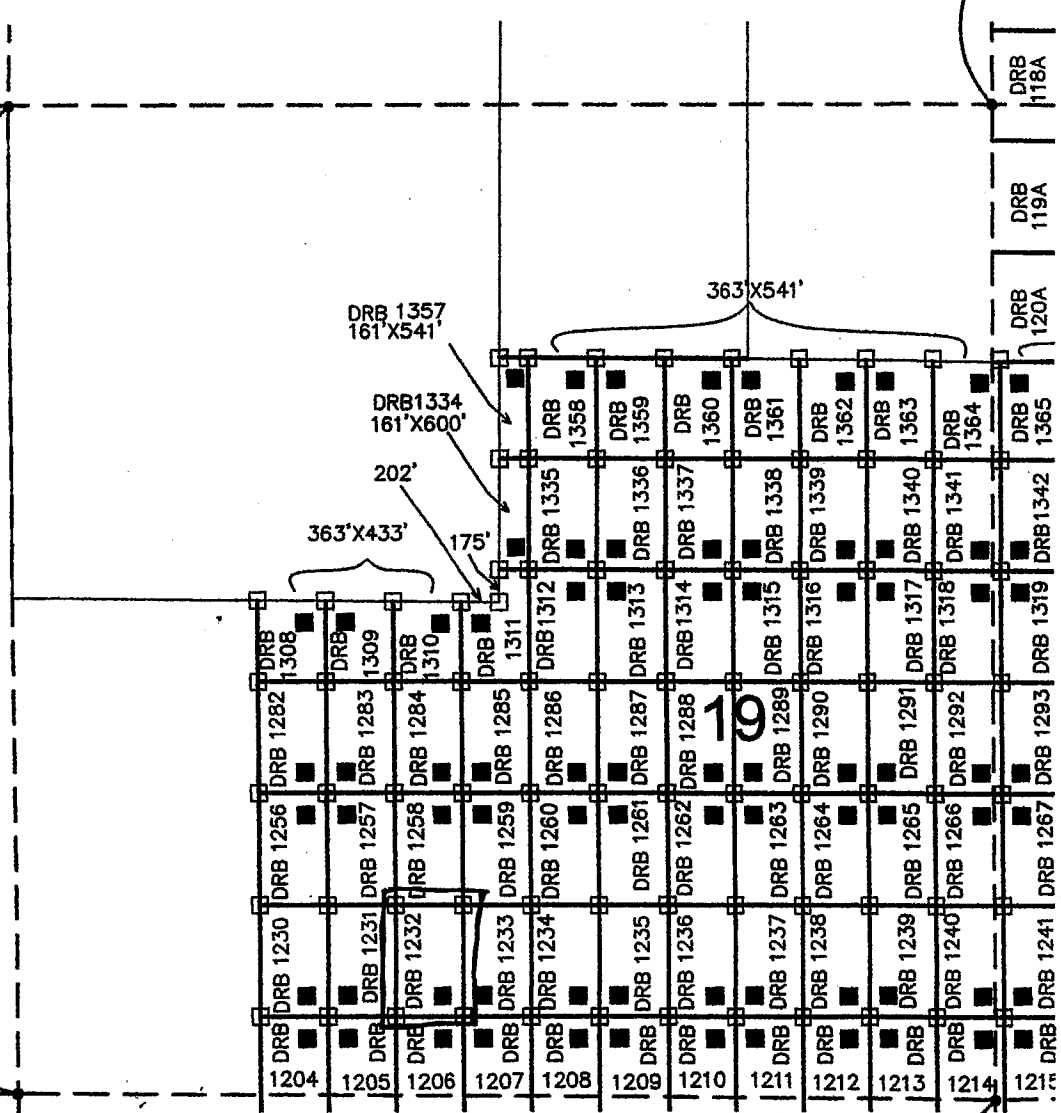 DRB
118A
DRB
119A
DRB
120A
363'X541'
DRB 1357
161'X541'
DRB1334
161'X600'
202'
363'X433'
175'
DRB
1358
DRB
1359
DRB
1360
DRB
1361
DRB
1362
DRB
1363
DRB
1364
DRB
1365
DRB 1335
DRB 1336
DRB 1337
DRB 1338
DRB 1339
DRB 1340
DRB 1341
DRB1342
DRB
1308
DRB
1309
DRB
1310
DRB
1311
DRB1312
DRB 1313
DRB 1314
DRB 1315
DRB 1316
DRB 1317
DRB 1318
DRB 1319
19
DRB 1282
DRB 1283
DRB 1284
DRB 1285
DRB 1286
DRB 1287
DRB 1288
DRB 1289
DRB 1290
DRB 1291
DRB 1292
DRB 1293
DRB 1256
DRB 1257
DRB 1258
DRB 1259
DRB 1260
DRB 1261
DRB 1262
DRB 1263
DRB 1264
DRB 1265
DRB 1266
DRB 1267
DRB 1230
DRB 1231
DRB 1232
DRB 1233
DRB 1234
DRB 1235
DRB 1236
DRB 1237
DRB 1238
DRB 1239
DRB 1240
DRB 1241
DRB
1204
DRB
1205
DRB
1206
DRB
1207
DRB
1208
DRB
1209
DRB
1210
DRB
1211
DRB
1212
DRB
1213
DRB
1214
DRB
1215